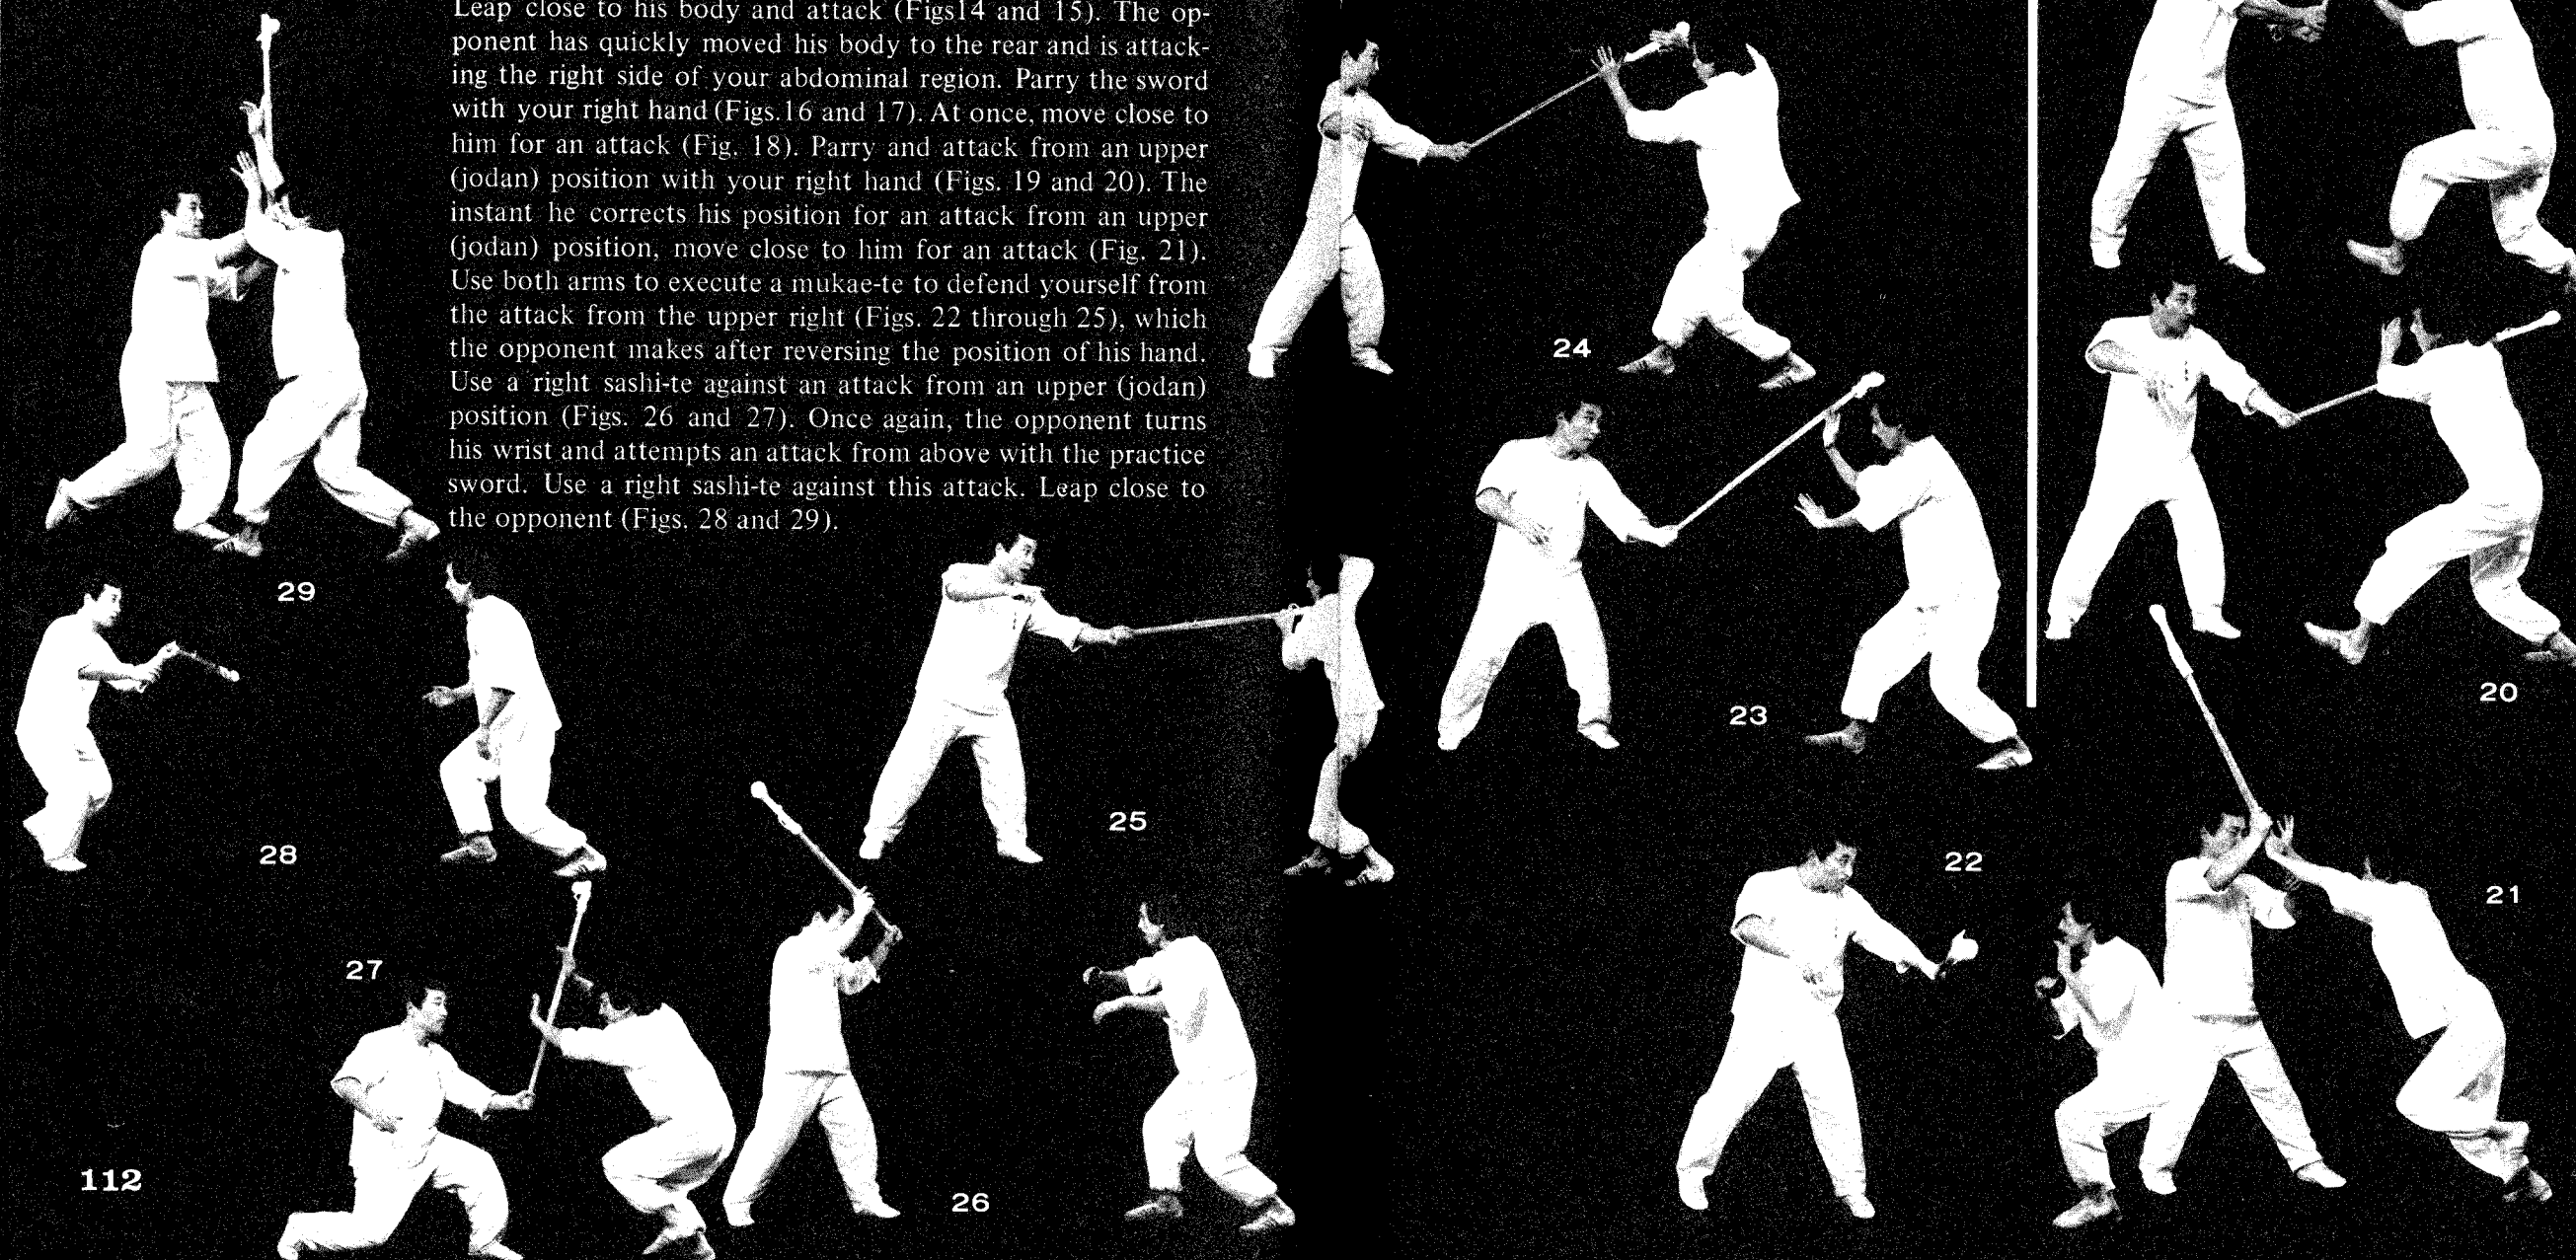 Leap close to his body and attack (Figs14 and 15). The op-
ponent has quickly moved his body to the rear and is attack-
ing the right side of your abdominal region. Parry the sword
with your right hand (Figs.16 and 17). At once, move close to
him for an attack (Fig. 18). Parry and attack from an upper
(jodan) position with your right hand (Figs. 19 and 20). The
instant he corrects his position for an attack from an upper
(jodan) position, move close to him for an attack (Fig. 21).
Use both arms to execute a mukae-te to defend yourself from
the attack from the upper right (Figs. 22 through 25), which
the opponent makes after reversing the position of his hand.
Use a right sashi-te against an attack from an upper (jodan)
position (Figs. 26 and 27). Once again, the opponent turns
his wrist and attempts an attack from above with the practice
sword. Use a right sashi-te against this attack. Leap close to
the opponent (Figs. 28 and 29).
29
28
27
26
25
24
23
22
21
20
112